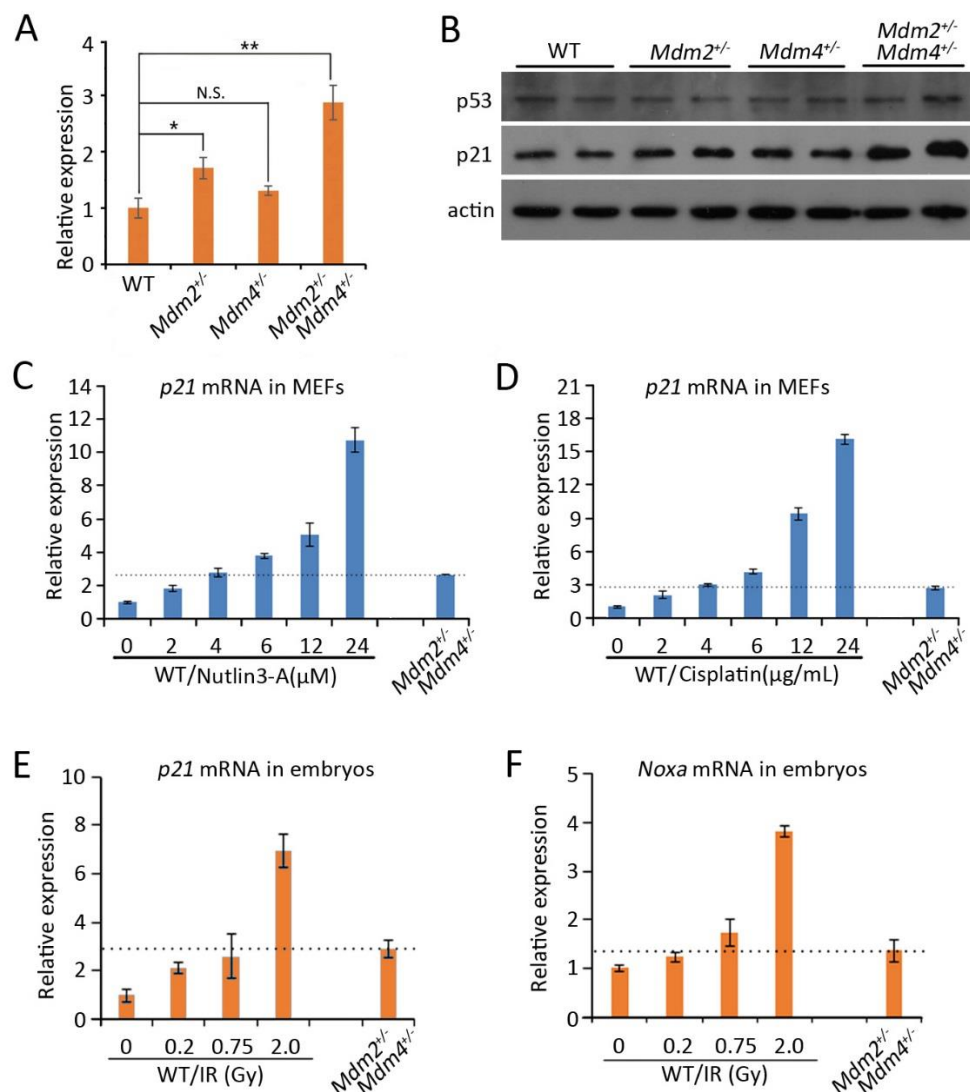 A
Relative expression
4
3
2
1
0
**
N.S.
*
WT
Mdm2+/-
Mdm4+/-
Mdm2+/-
Mdm4+/-
B
WT
Mdm2+/-
Mdm4+/-
Mdm2+/-
Mdm4+/-
p53
p21
actin
C
p21 mRNA in MEFs
Relative expression
14
12
10
8
6
4
2
0
0 2 4 6 12 24
WT/Nutlin3-A(μM)
Mdm2+/-
Mdm4+/-
D
p21 mRNA in MEFs
Relative expression
21
18
15
12
9
6
3
0
0 2 4 6 12 24
WT/Cisplatin(μg/mL)
Mdm2+/-
Mdm4+/-
E
p21 mRNA in embryos
Relative expression
10
8
6
4
2
0
0 0.2 0.75 2.0
WT/IR (Gy)
Mdm2+/-
Mdm4+/-
F
Noxa mRNA in embryos
Relative expression
5
4
3
2
1
0
0 0.2 0.75 2.0
WT/IR (Gy)
Mdm2+/-
Mdm4+/-